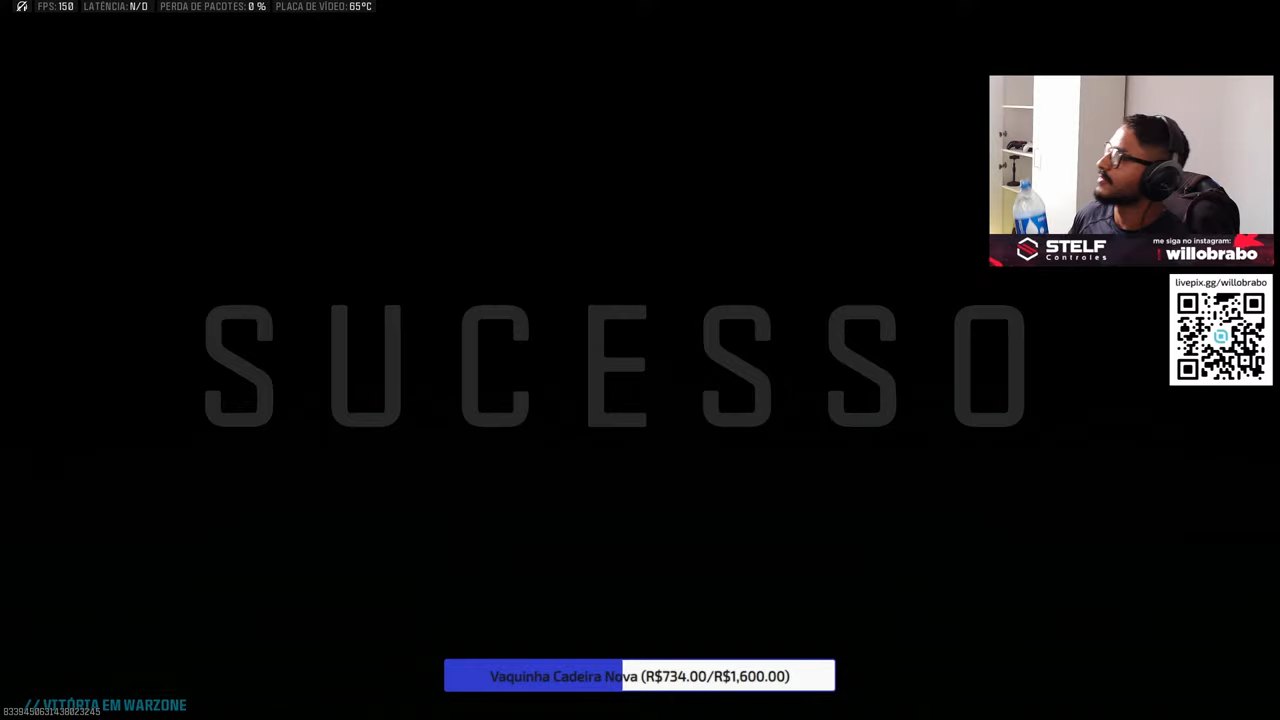 FPS: 150 LATÊNCIA: N/D PERDA DE PACOTES: 0 % PLACA DE VÍDEO: 65°C
STELF
Controles
me siga no instagram:
willobrabo
livepix.gg/willobrabo
SUCESSO
Vaquinha Cadeira Nova (R$734.00/R$1,600.00)
// VITÓRIA EM WARZONE
8339450631438023245